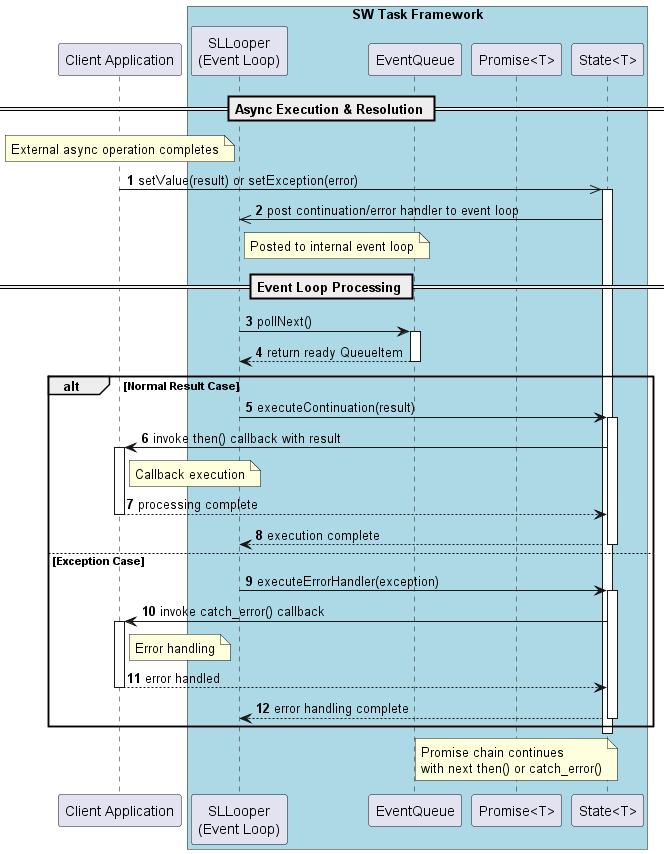 SW Task Framework
Client Application
SLLooper
(Event Loop)
EventQueue
Promise<T>
State<T>
Async Execution & Resolution
External async operation completes
1 setValue(result) or setException(error)
2 post continuation/error handler to event loop
Posted to internal event loop
Event Loop Processing
3 pollNext()
4 return ready QueueItem
alt
[Normal Result Case]
5 executeContinuation(result)
6 invoke then() callback with result
Callback execution
7 processing complete
8 execution complete
[Exception Case]
9 executeErrorHandler(exception)
10 invoke catch_error() callback
Error handling
11 error handled
12 error handling complete
Promise chain continues
with next then() or catch_error()
Client Application
SLLooper
(Event Loop)
EventQueue
Promise<T>
State<T>